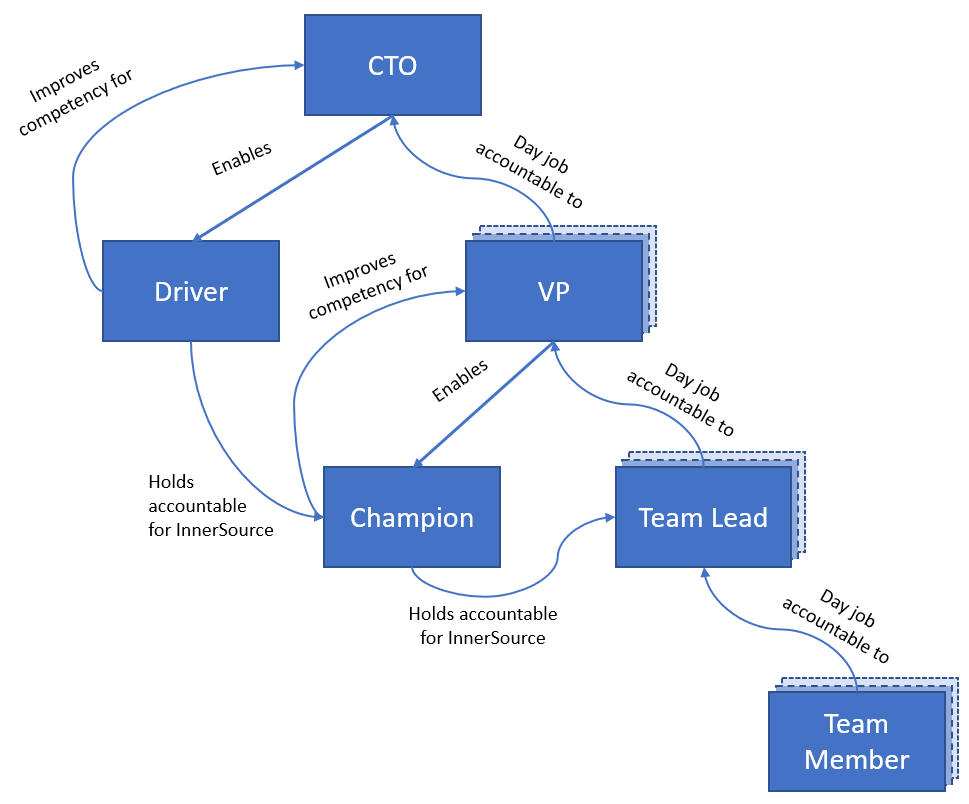 CTO
Improves
competency for
Enables
Day job
accountable to
Driver
Improves
competency for
VP
Enables
Day job
accountable to
Holds
accountable
for InnerSource
Champion
Team Lead
Holds accountable
for InnerSource
Day job
accountable to
Team
Member